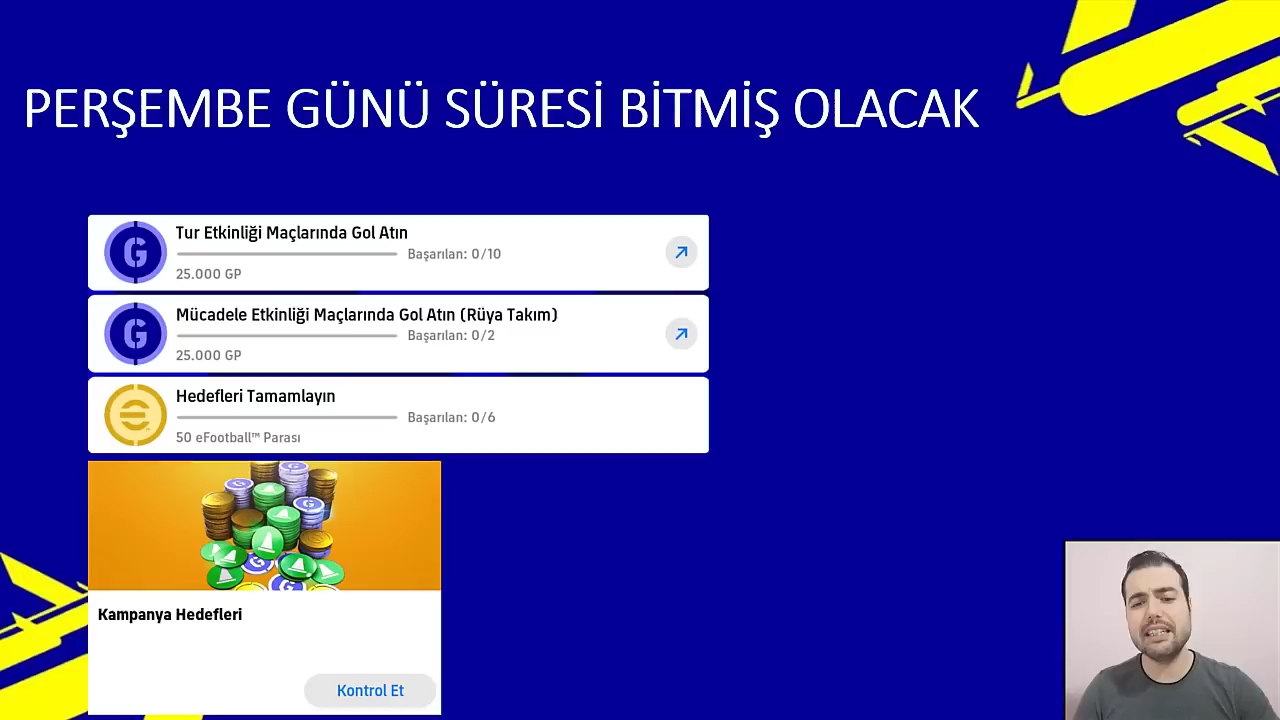 PERŞEMBE GÜNÜ SÜRESİ BİTMİŞ OLACAK
G
Tur Etkinliği Maçlarında Gol Atın
Başarılan: 0/10
25.000 GP
G
Mücadele Etkinliği Maçlarında Gol Atın (Rüya Takım)
Başarılan: 0/2
25.000 GP
Hedefleri Tamamlayın
Başarılan: 0/6
50 eFootball™ Parası
Kampanya Hedefleri
Kontrol Et